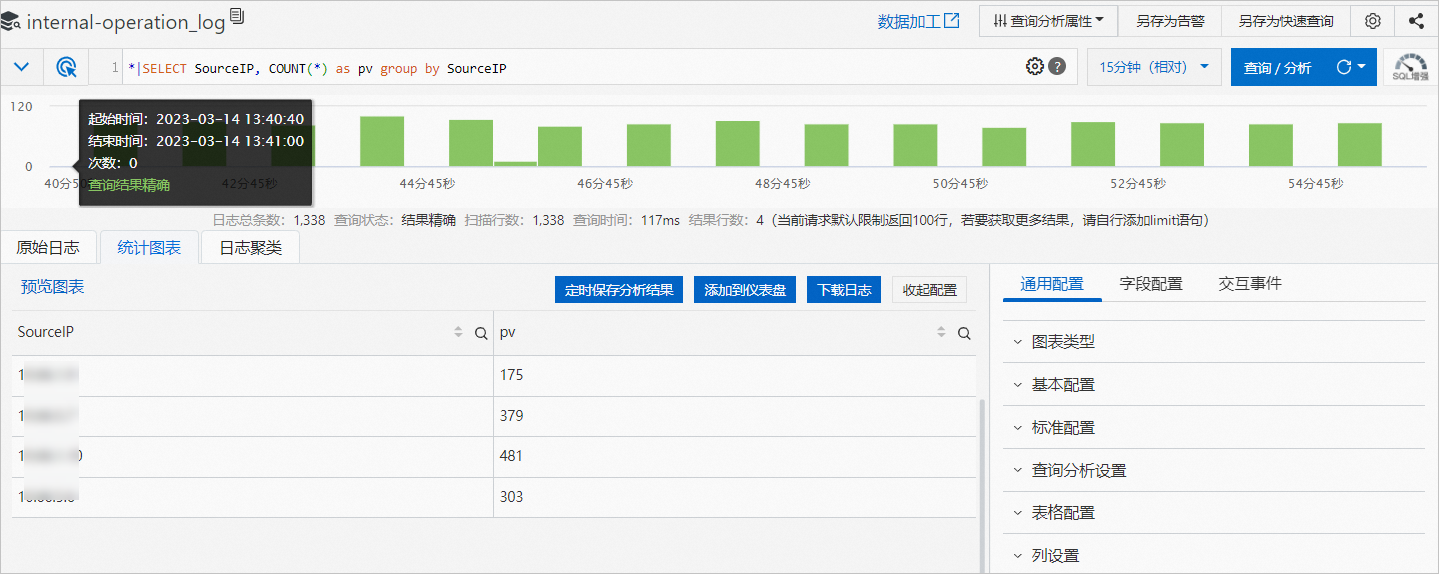 internal-operation_log
数据加工 查询分析属性 另存为告警 另存为快速查询
1 *|SELECT SourceIP, COUNT(*) as pv group by SourceIP
? 15分钟（相对） 查询 / 分析 SQL增强
120
0
起始时间：2023-03-14 13:40:40
结束时间：2023-03-14 13:41:00
次数：0
查询结果精确
42分45秒 44分45秒 46分45秒 48分45秒 50分45秒 52分45秒 54分45秒
日志总条数：1,338 查询状态：结果精确 扫描行数：1,338 查询时间：117ms 结果行数：4（当前请求默认限制返回100行，若要获取更多结果，请自行添加limit语句）
原始日志 统计图表 日志聚类
预览图表 定时保存分析结果 添加到仪表盘 下载日志 收起配置
通用配置 字段配置 交互事件
SourceIP pv
175
379
481
303
图表类型
基本配置
标准配置
查询分析设置
表格配置
列设置